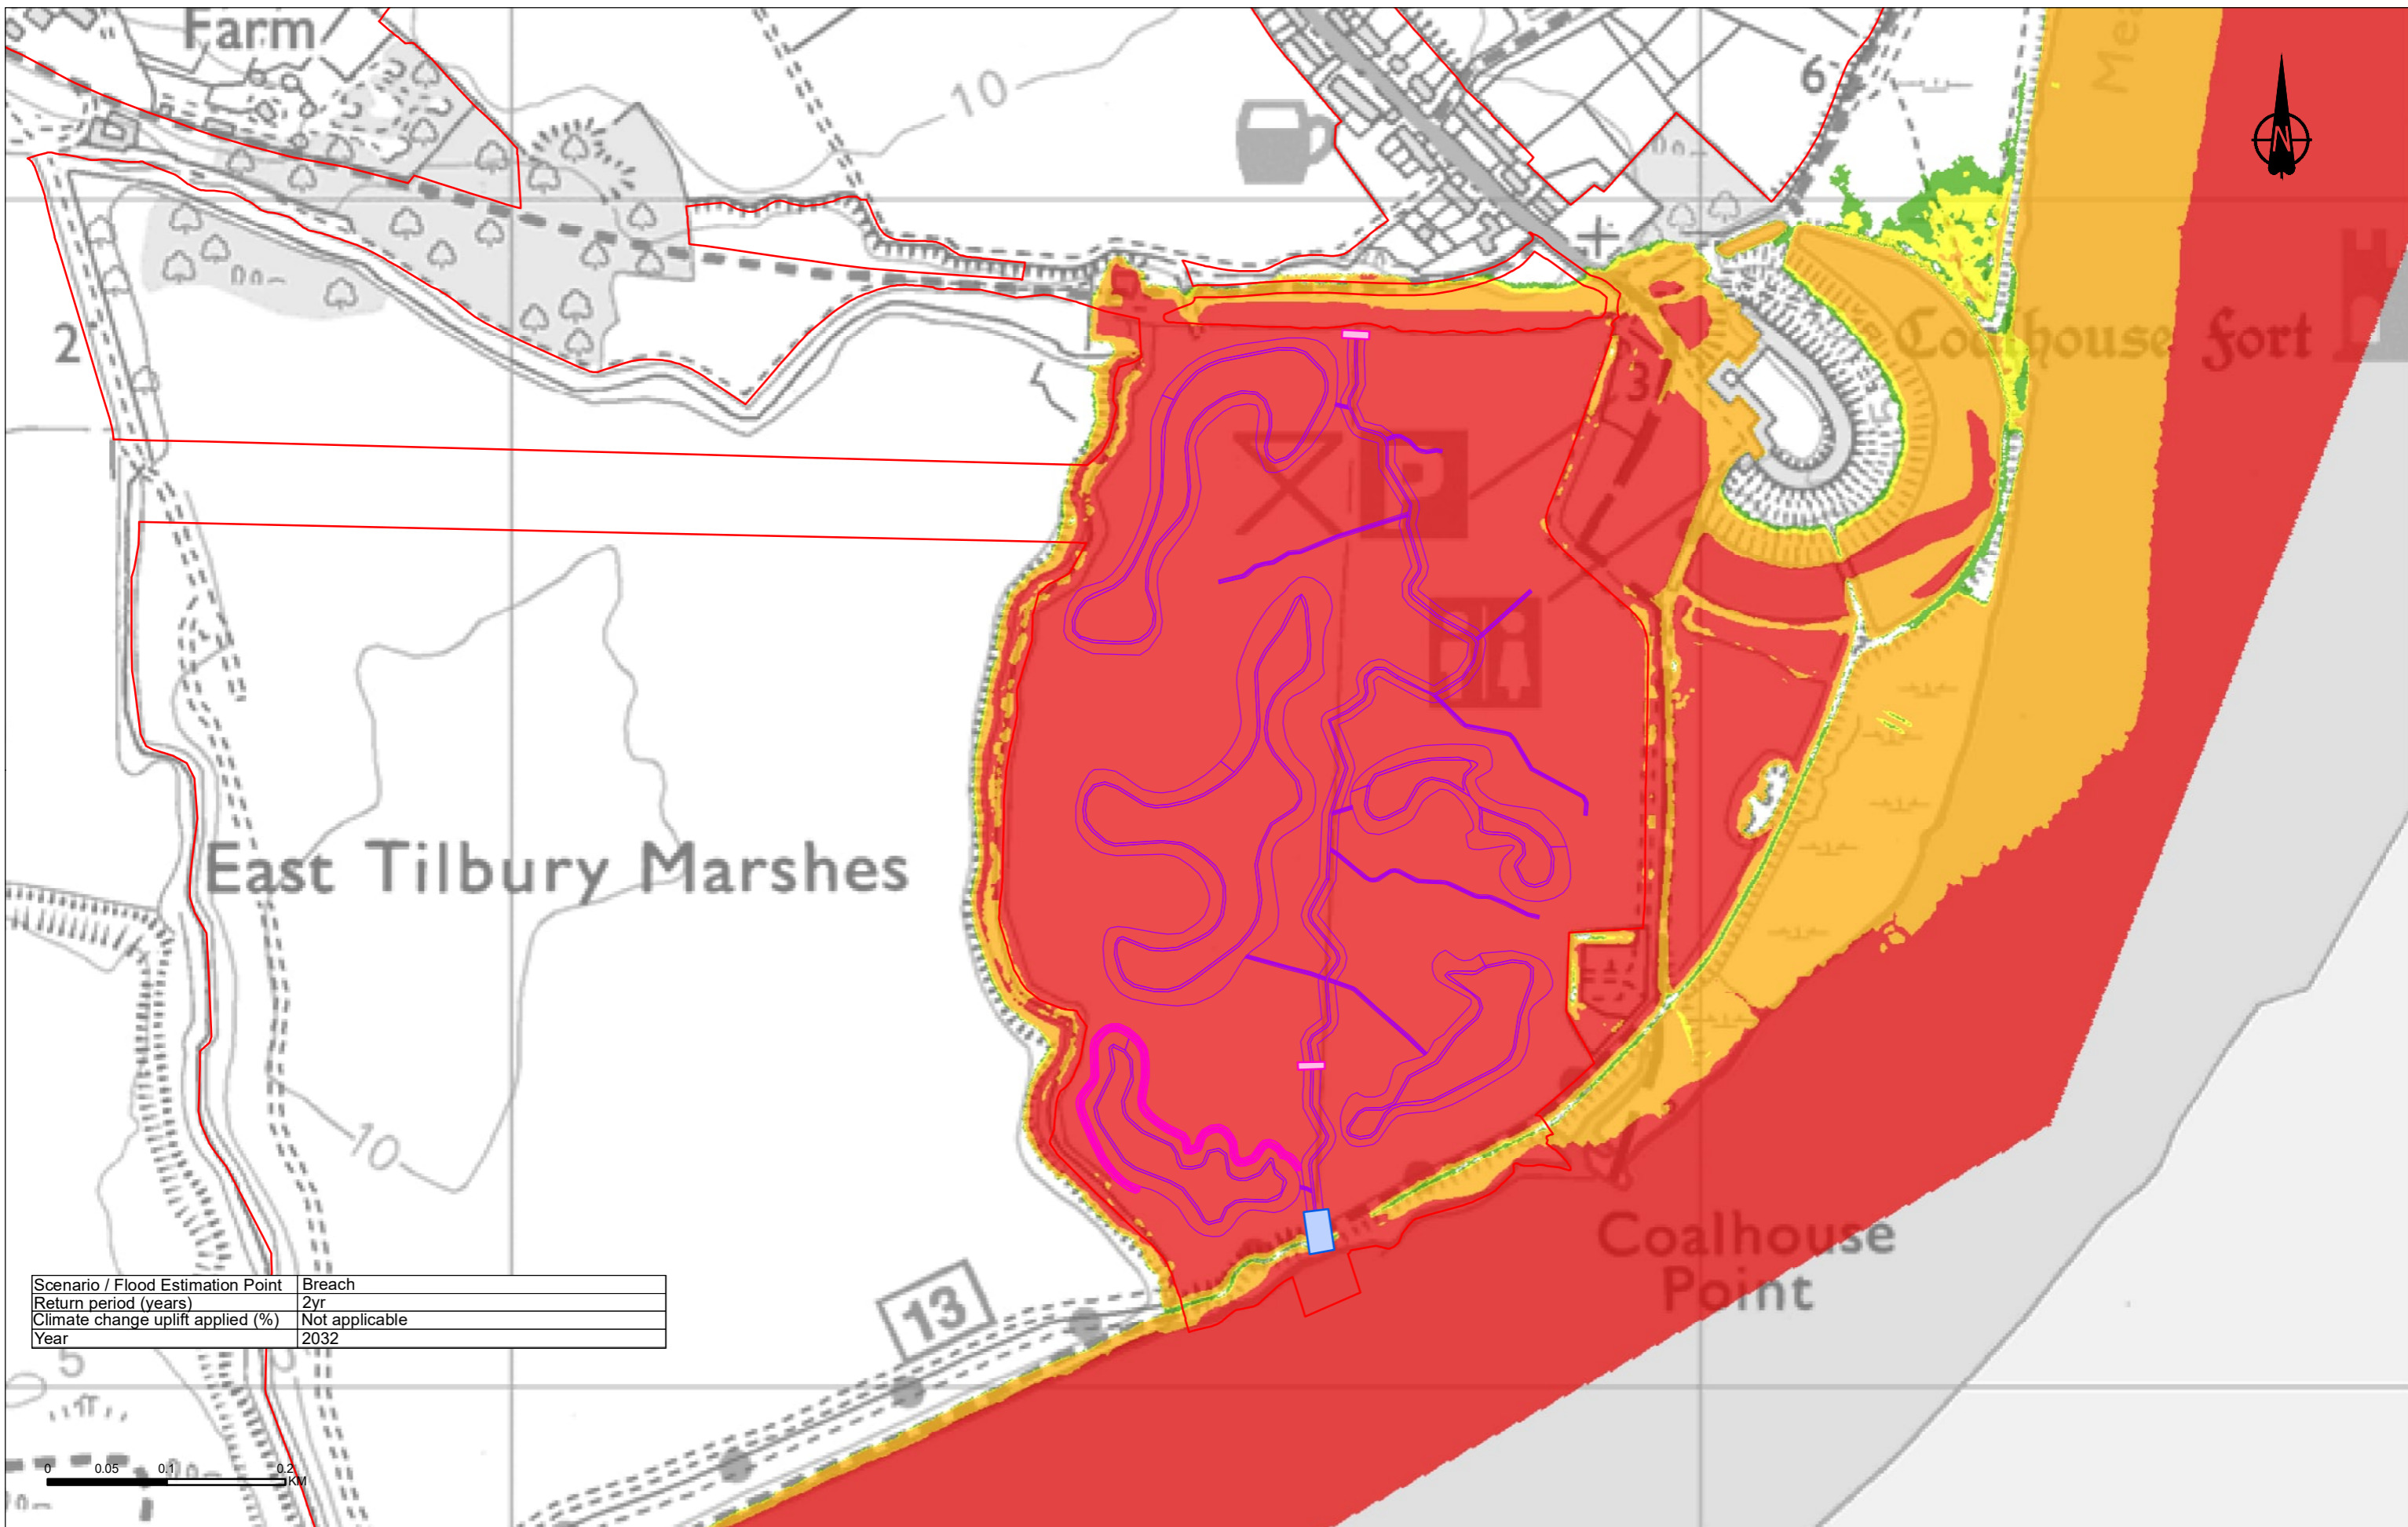 Farm
10
6
Mea
N
2
Coalhouse Fort
3
P
East Tilbury Marshes
10
Coalhouse
Point
13
Scenario / Flood Estimation Point Breach
Return period (years) 2yr
Climate change uplift applied (%) Not applicable
Year 2032
5
0 0.05 0.1 0.2
KM